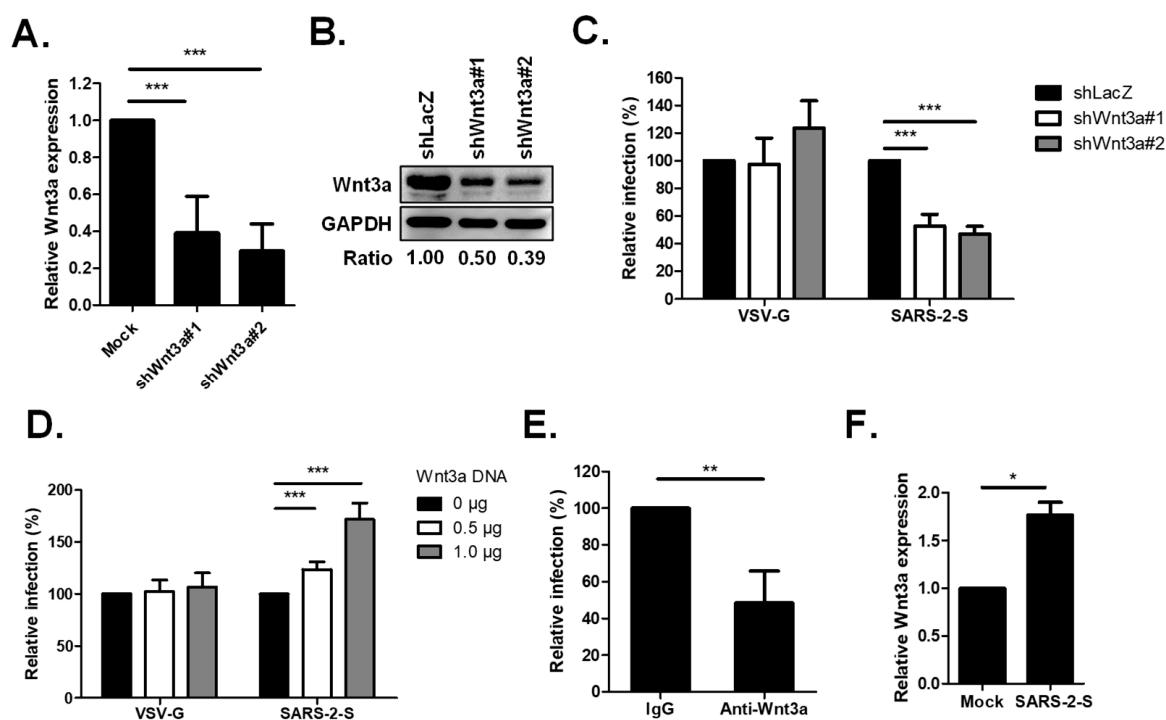 A.
***
***
Relative Wnt3a expression
1.2
1.0
0.8
0.6
0.4
0.2
0.0
Mock
shWnt3a#1
shWnt3a#2
B.
shLacZ
shWnt3a#1
shWnt3a#2
Wnt3a
GAPDH
Ratio 1.00 0.50 0.39
C.
Relative infection (%)
160
140
120
100
80
60
40
20
0
***
***
VSV-G SARS-2-S
shLacZ
shWnt3a#1
shWnt3a#2
D.
Relative infection (%)
200
150
100
50
0
***
***
VSV-G SARS-2-S
Wnt3a DNA
0 µg
0.5 µg
1.0 µg
E.
Relative infection (%)
120
100
80
60
40
20
0
**
IgG Anti-Wnt3a
F.
Relative Wnt3a expression
2.0
1.5
1.0
0.5
0.0
*
Mock SARS-2-S